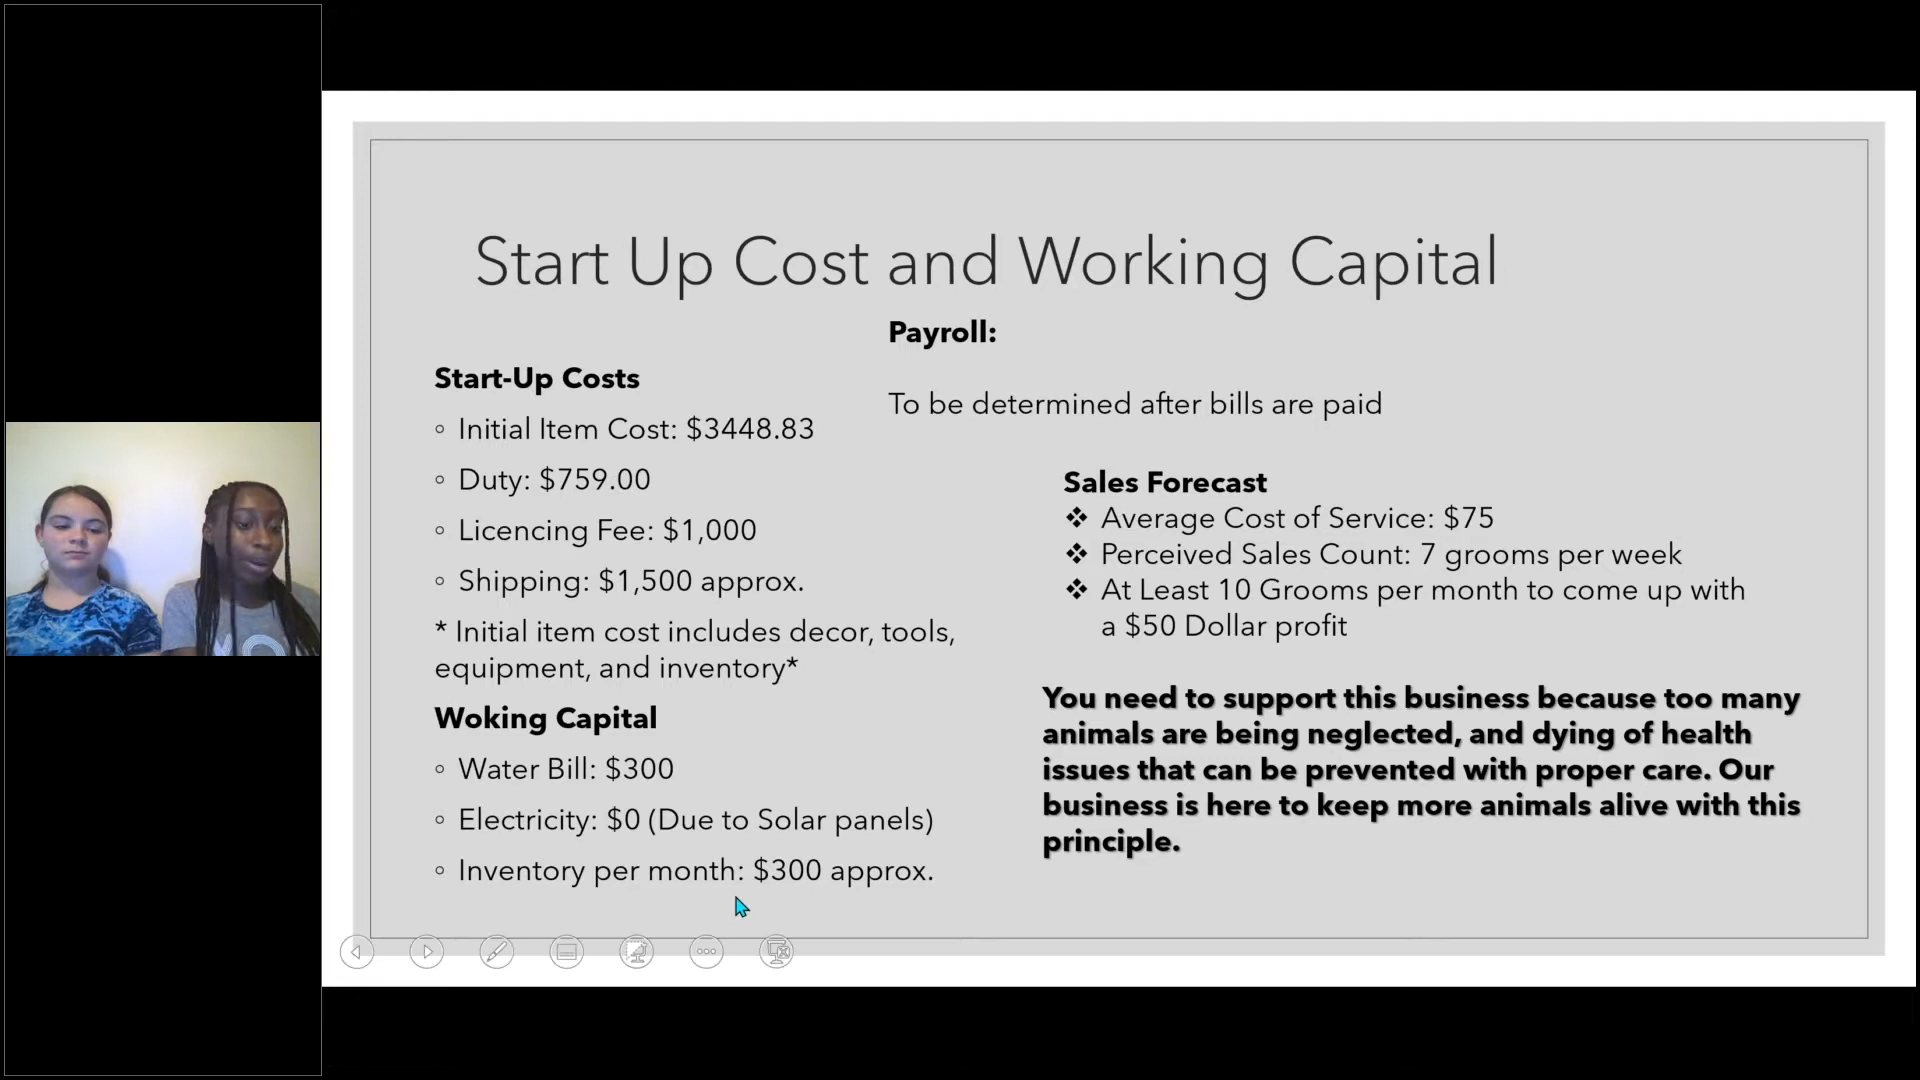 Start Up Cost and Working Capital
Payroll:
To be determined after bills are paid
Start-Up Costs
◦ Initial Item Cost: $3448.83
◦ Duty: $759.00
◦ Licencing Fee: $1,000
◦ Shipping: $1,500 approx.
* Initial item cost includes decor, tools,
equipment, and inventory*
Woking Capital
◦ Water Bill: $300
◦ Electricity: $0 (Due to Solar panels)
◦ Inventory per month: $300 approx.
Sales Forecast
❖ Average Cost of Service: $75
❖ Perceived Sales Count: 7 grooms per week
❖ At Least 10 Grooms per month to come up with
a $50 Dollar profit
You need to support this business because too many
animals are being neglected, and dying of health
issues that can be prevented with proper care. Our
business is here to keep more animals alive with this
principle.